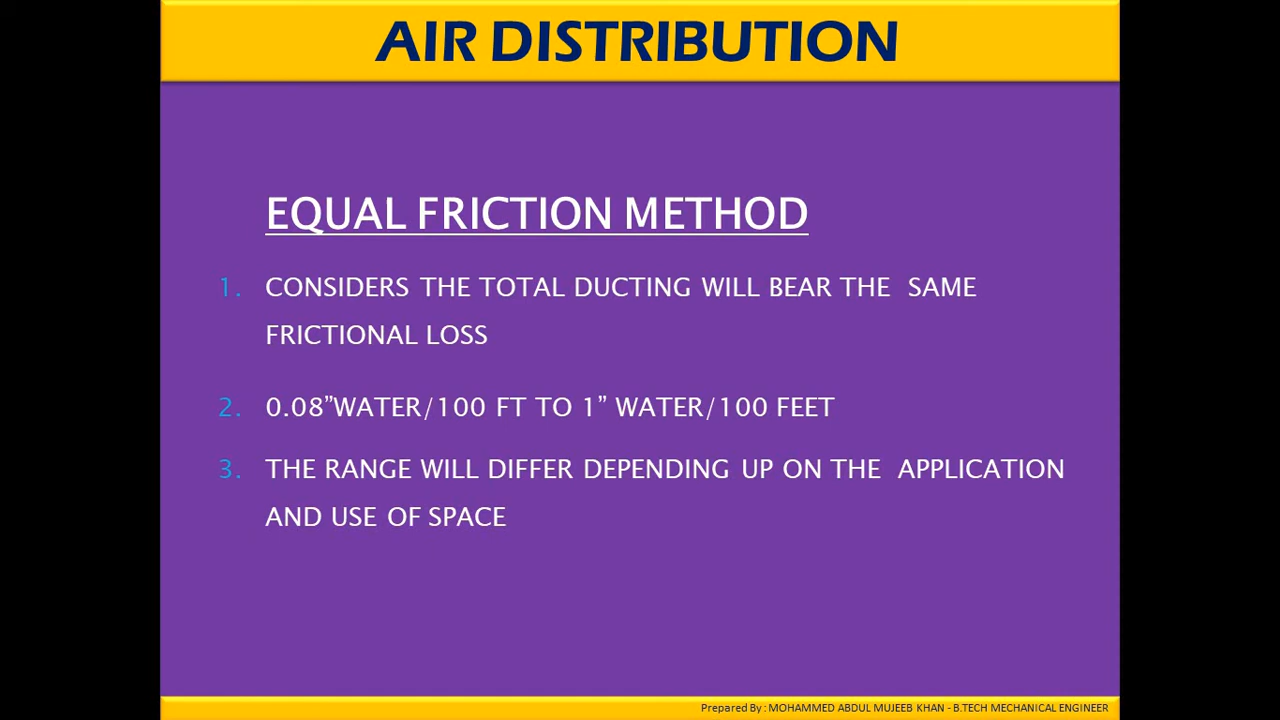 AIR DISTRIBUTION
EQUAL FRICTION METHOD
1. CONSIDERS THE TOTAL DUCTING WILL BEAR THE SAME
FRICTIONAL LOSS
2. 0.08”WATER/100 FT TO 1” WATER/100 FEET
3. THE RANGE WILL DIFFER DEPENDING UP ON THE APPLICATION
AND USE OF SPACE
Prepared By : MOHAMMED ABDUL MUJEEB KHAN - B.TECH MECHANICAL ENGINEER